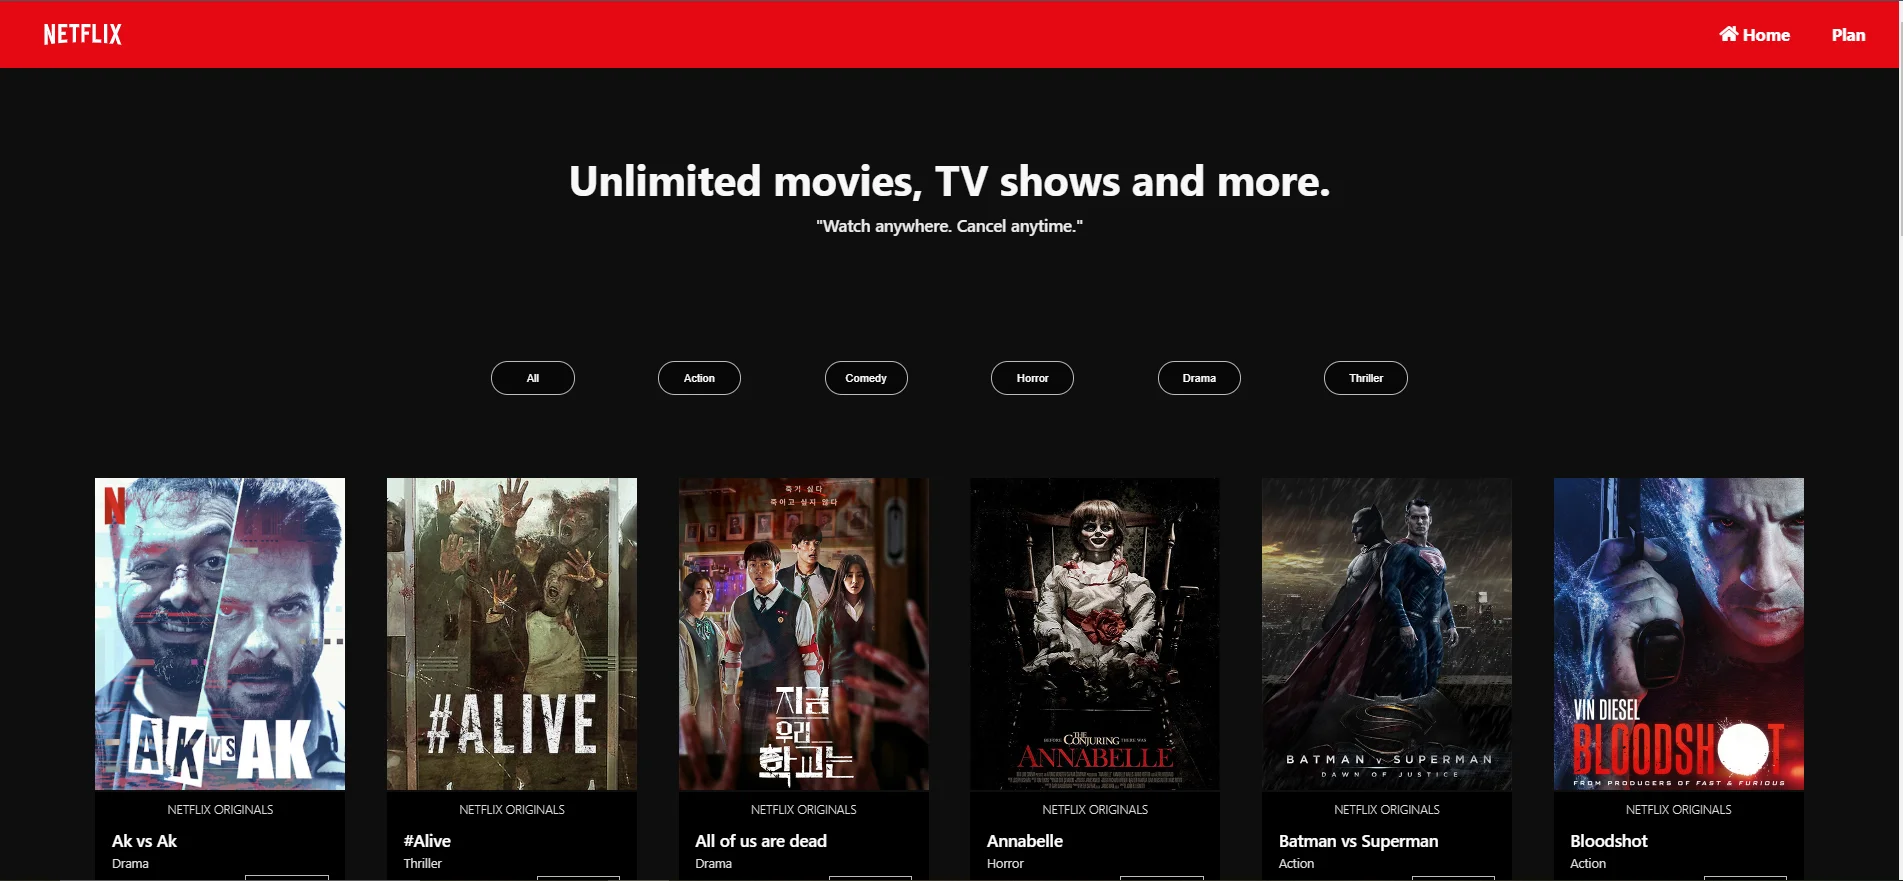 NETFLIX
Home
Plan
Unlimited movies, TV shows and more.
"Watch anywhere. Cancel anytime."
All
Action
Comedy
Horror
Drama
Thriller
N
AK vs AK
#ALIVE
죽기 싫다
죽이고 싶지 않다
지금
우리
학교는
BEFORE THE CONJURING THERE WAS
ANNABELLE
BATMAN v SUPERMAN
DAWN OF JUSTICE
VIN DIESEL
BLOODSHOT
FROM PRODUCERS OF FAST & FURIOUS
NETFLIX ORIGINALS
Ak vs Ak
Drama
NETFLIX ORIGINALS
#Alive
Thriller
NETFLIX ORIGINALS
All of us are dead
Drama
NETFLIX ORIGINALS
Annabelle
Horror
NETFLIX ORIGINALS
Batman vs Superman
Action
NETFLIX ORIGINALS
Bloodshot
Action